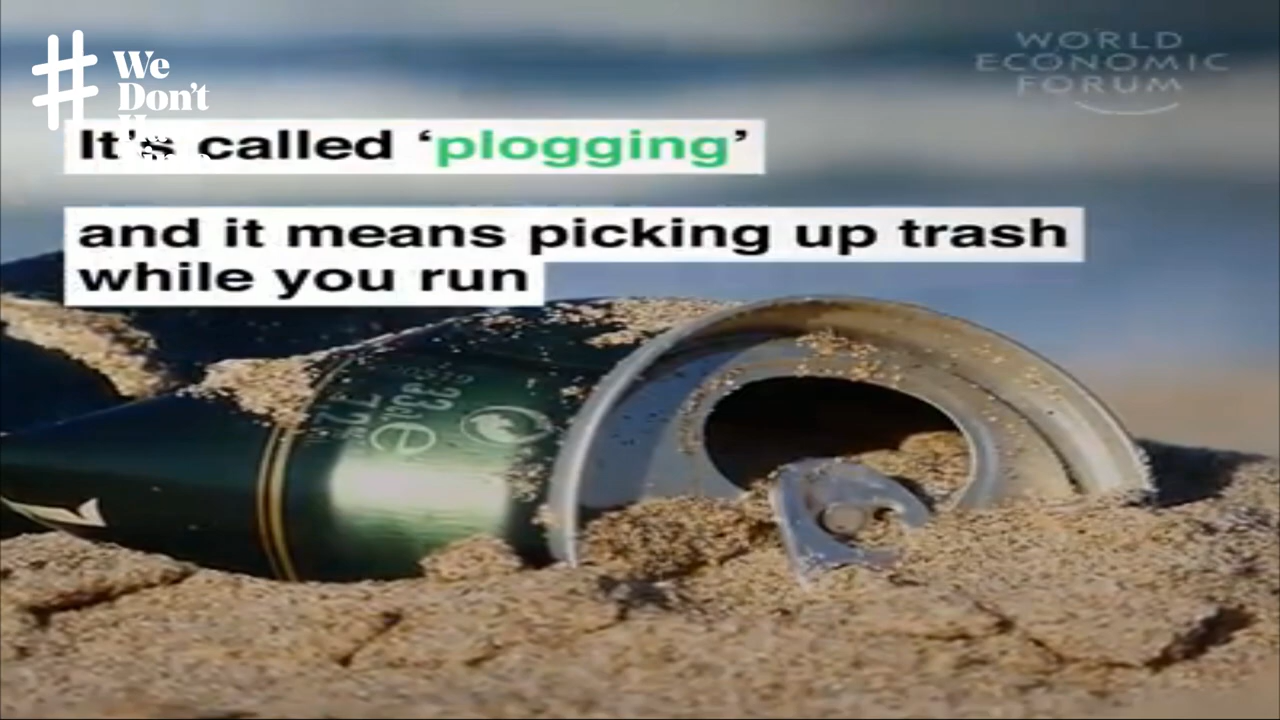 #
We
Don't
WORLD
ECONOMIC
FORUM
It's called ‘plogging’
and it means picking up trash
while you run